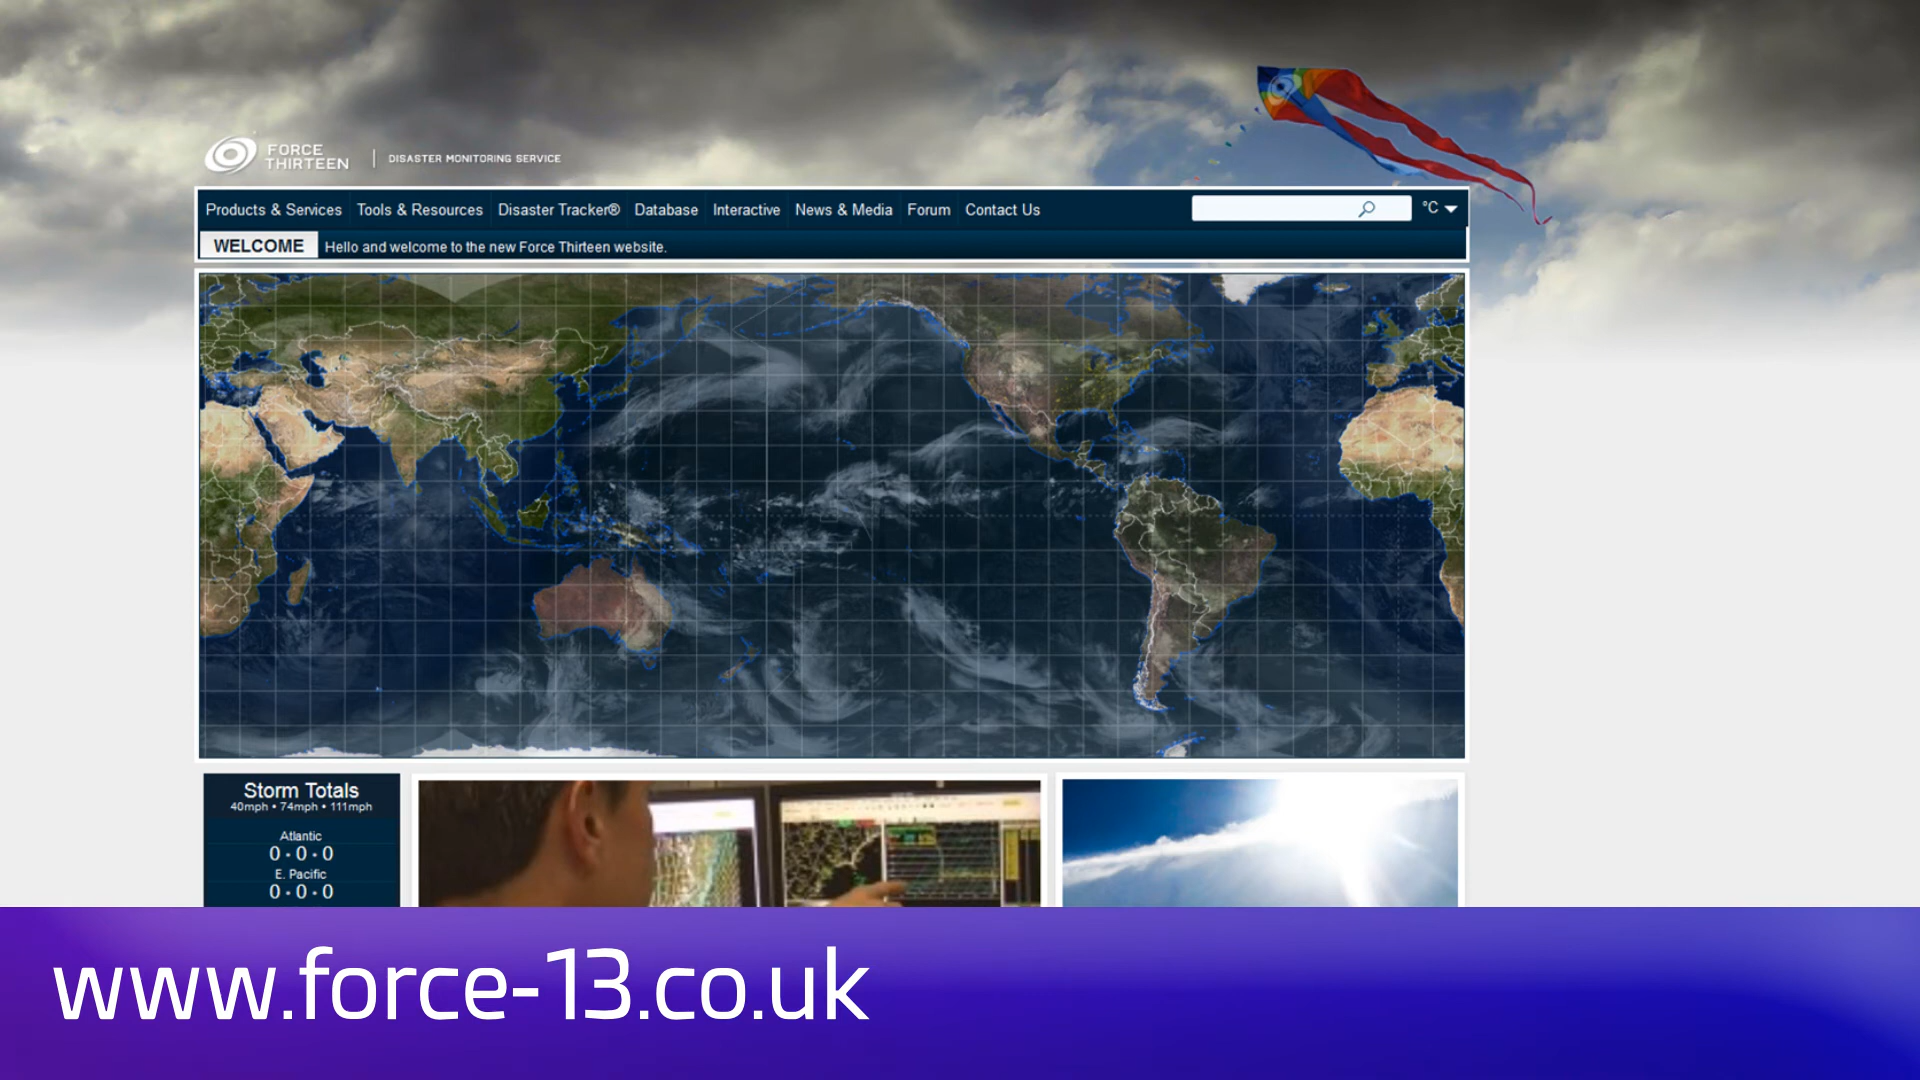 FORCE
THIRTEEN
DISASTER MONITORING SERVICE
Products & Services Tools & Resources Disaster Tracker® Database Interactive News & Media Forum Contact Us °C
WELCOME Hello and welcome to the new Force Thirteen website.
Storm Totals
40mph • 74mph • 111mph
Atlantic
0 • 0 • 0
E. Pacific
0 • 0 • 0
www.force-13.co.uk